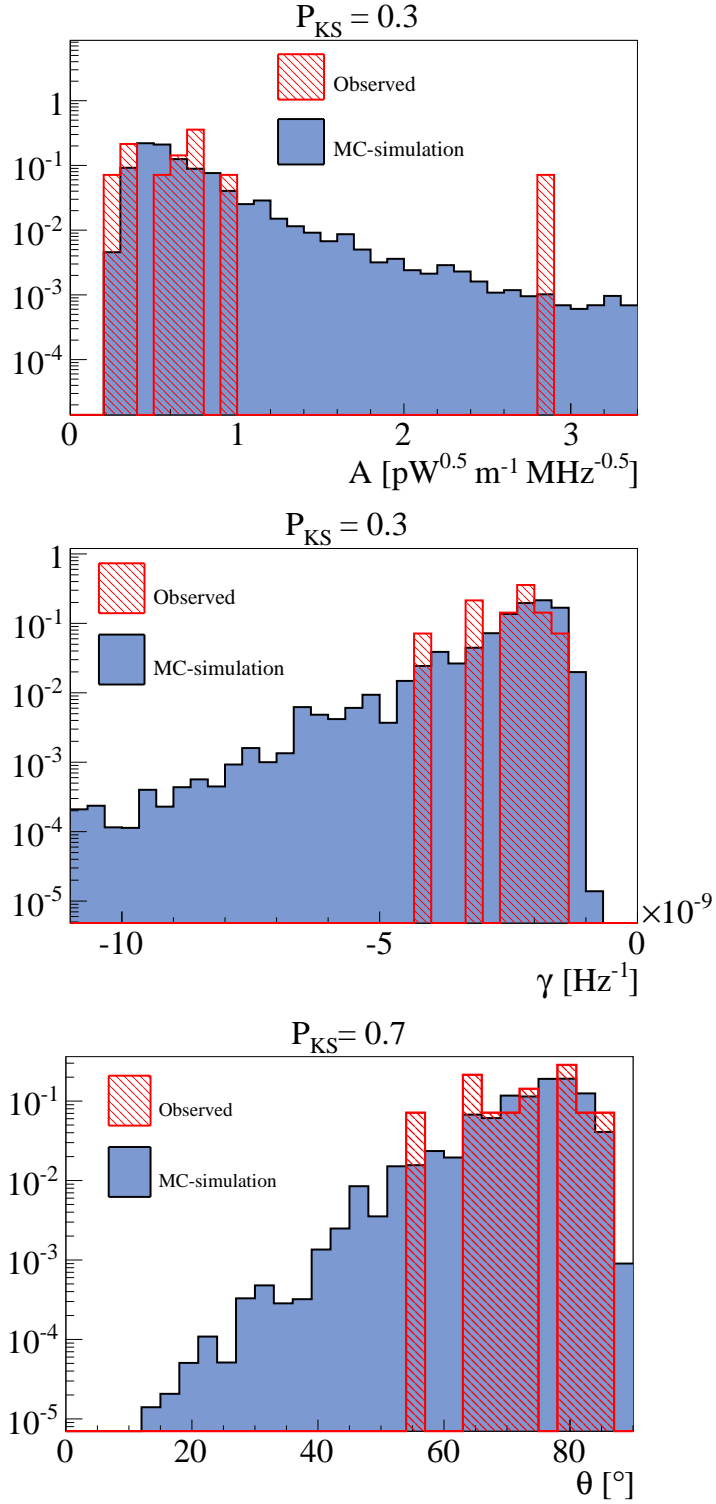 P_KS = 0.3
1
Observed
10^-1
MC-simulation
10^-2
10^-3
10^-4
0 1 2 3
A [pW^0.5 m^-1 MHz^-0.5]
P_KS = 0.3
1
Observed
10^-1
MC-simulation
10^-2
10^-3
10^-4
10^-5
×10^-9
-10 -5 0
γ [Hz^-1]
P_KS= 0.7
10^-1
Observed
10^-2
MC-simulation
10^-3
10^-4
10^-5
0 20 40 60 80
θ [°]